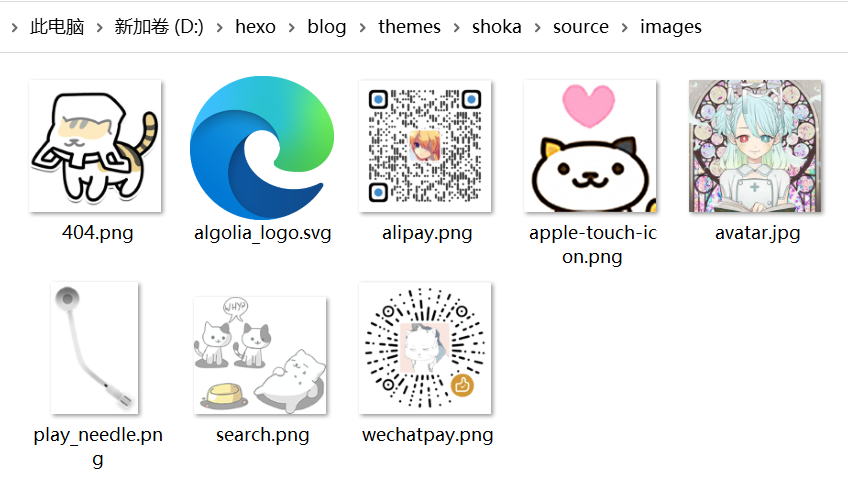 此电脑 > 新加卷 (D:) > hexo > blog > themes > shoka > source > images
404.png
algolia_logo.svg
alipay.png
apple-touch-ic
on.png
avatar.jpg
WHY?
play_needle.pn
g
search.png
wechatpay.png